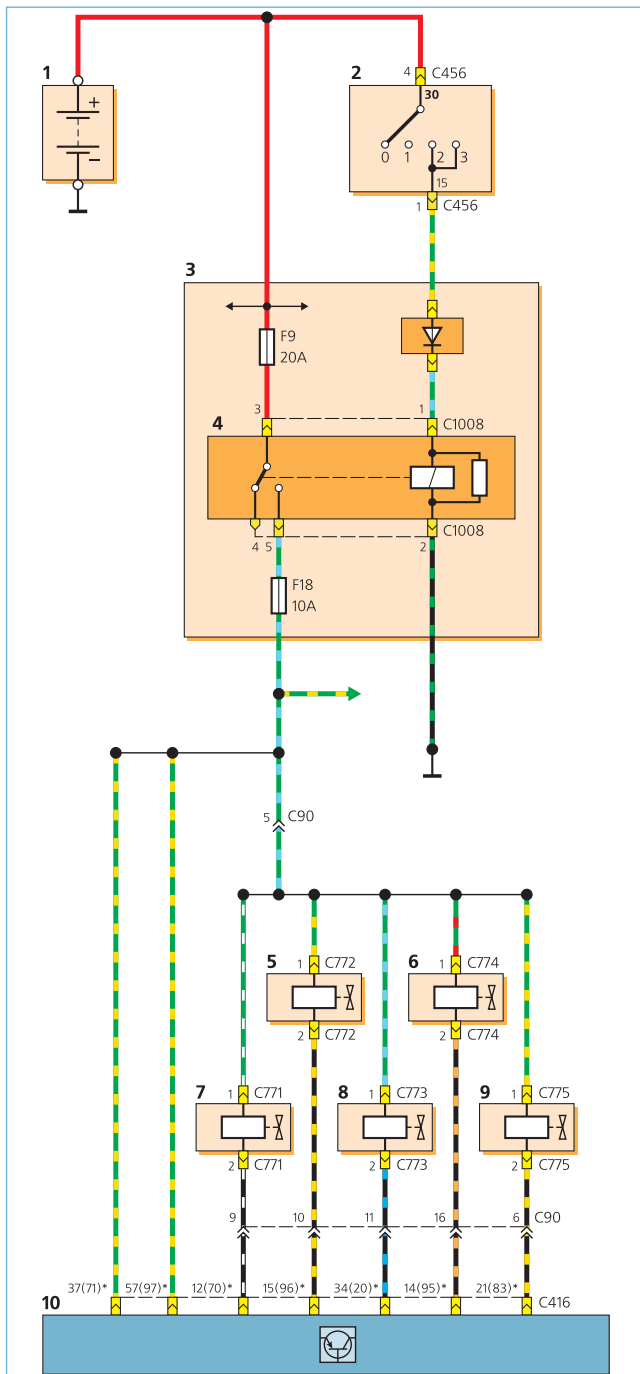 1
+
−
2
4 C456
30
0 1 2 3
15
1 C456
3
F9
20A
3 1 C1008
4
4 5 2 C1008
F18
10A
5 C90
5 1 C772
6 1 C774
2 C772
2 C774
7 1 C771
8 1 C773
9 1 C775
2 C771
2 C773
2 C775
9 10 11 16 6 C90
37(71)* 57(97)* 12(70)* 15(96)* 34(20)* 14(95)* 21(83)*
10 C416